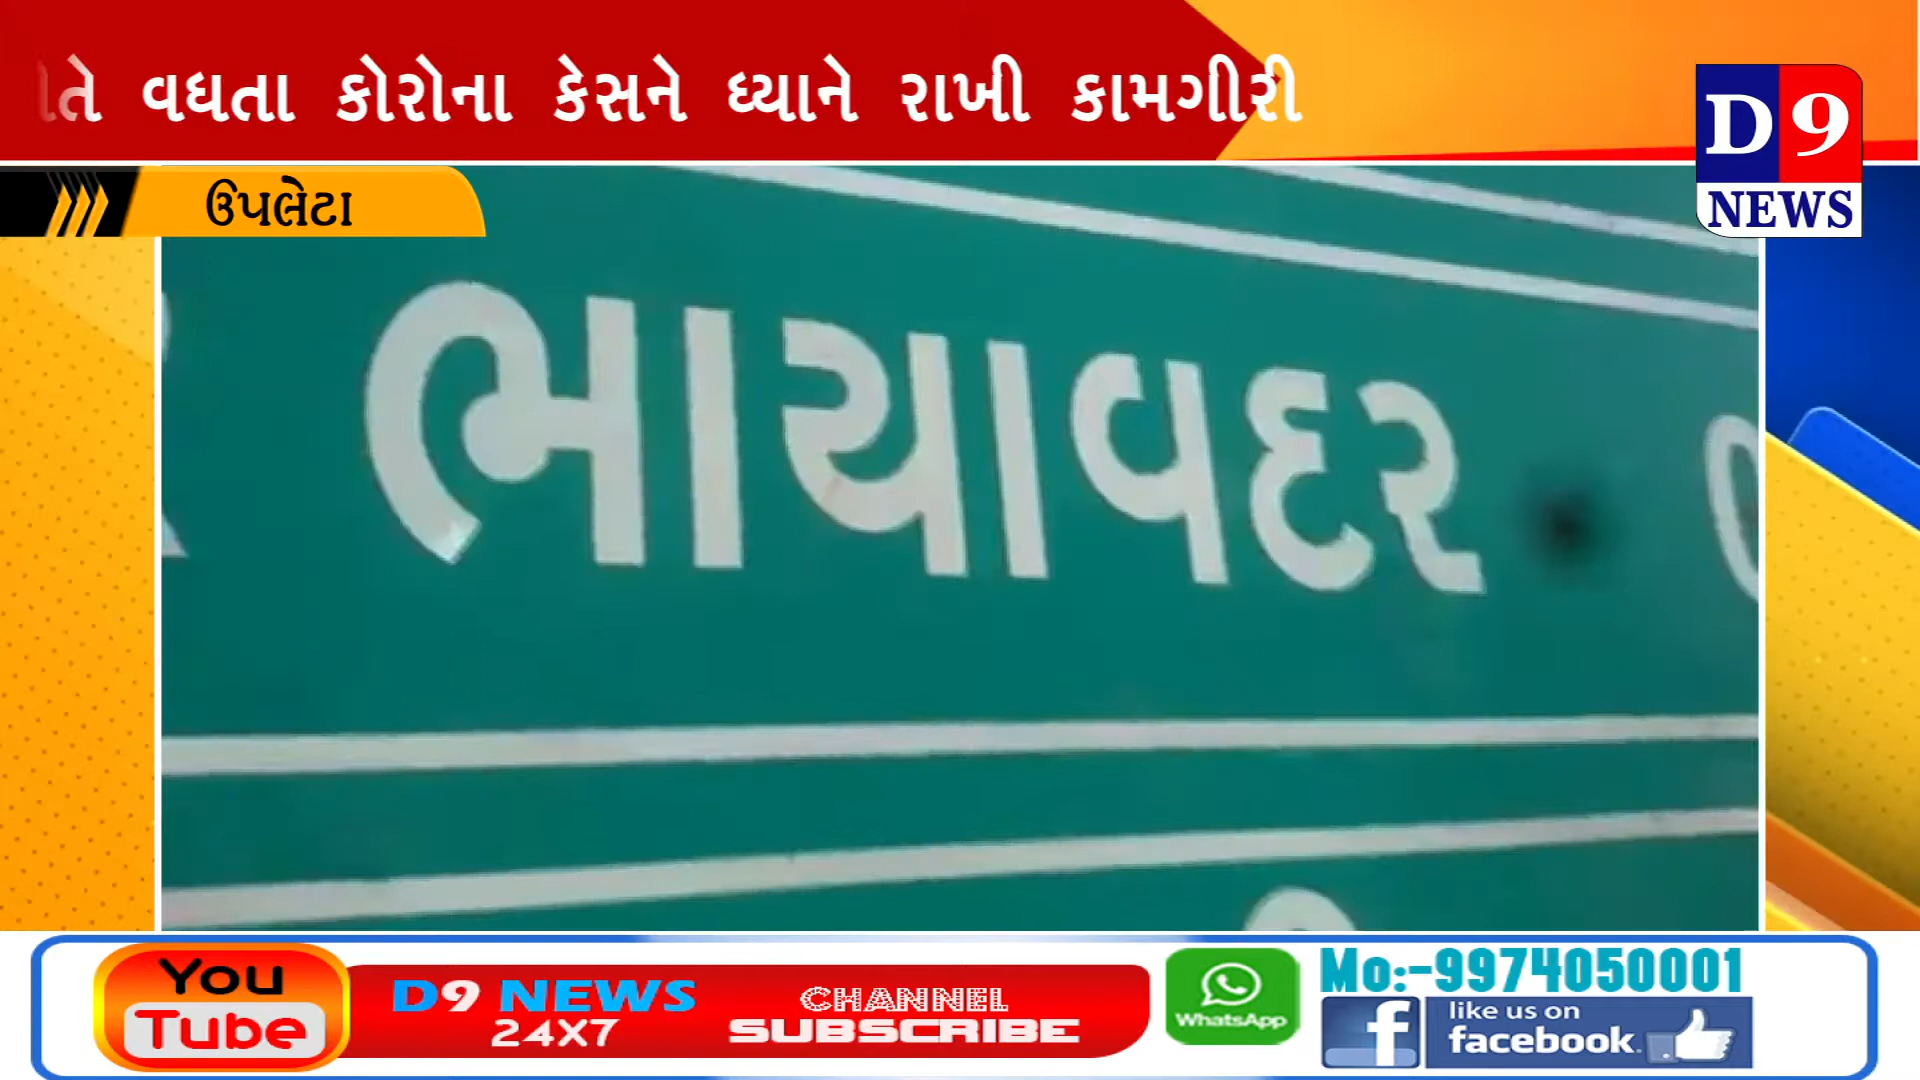 વધતા કોરોના કેસને ધ્યાને રાખી કામગીરી
D9
NEWS
ઉપલેટા
ભાયાવદર
You
Tube
D9 NEWS
24X7
CHANNEL
SUBSCRIBE
WhatsApp
Mo:-9974050001
like us on
facebook.